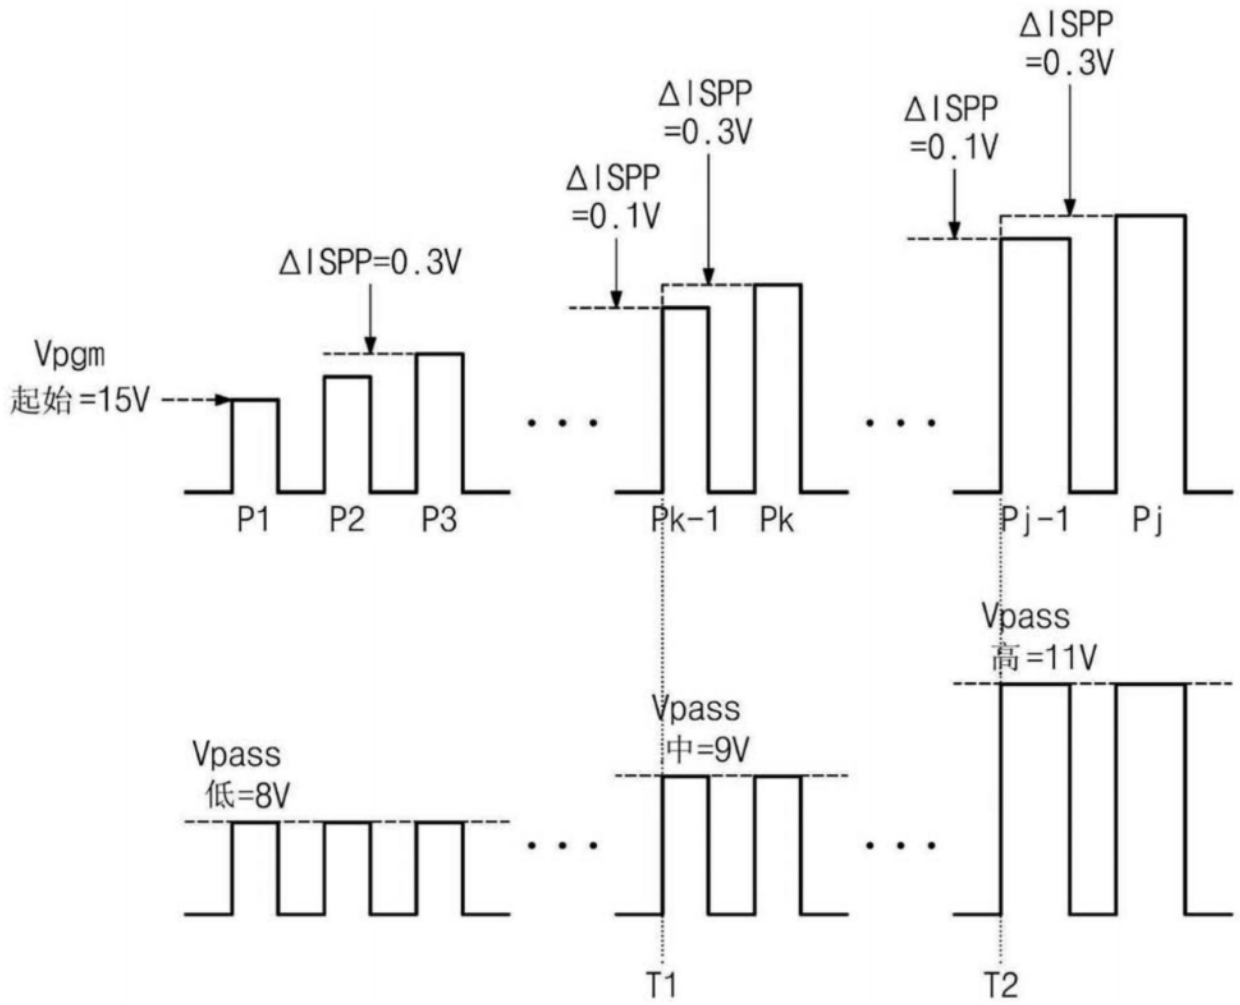 ΔISPP
=0.3V
ΔISPP
=0.3V
ΔISPP
=0.1V
ΔISPP
=0.1V
ΔISPP=0.3V
Vpgm
起始=15V
P1 P2 P3 Pk-1 Pk Pj-1 Pj
Vpass
高=11V
Vpass
中=9V
Vpass
低=8V
T1 T2